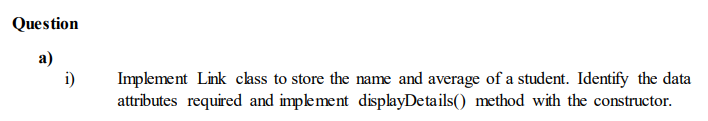 Question
a)
i) Implement Link class to store the name and average of a student. Identify the data
attributes required and implement displayDetails() method with the constructor.